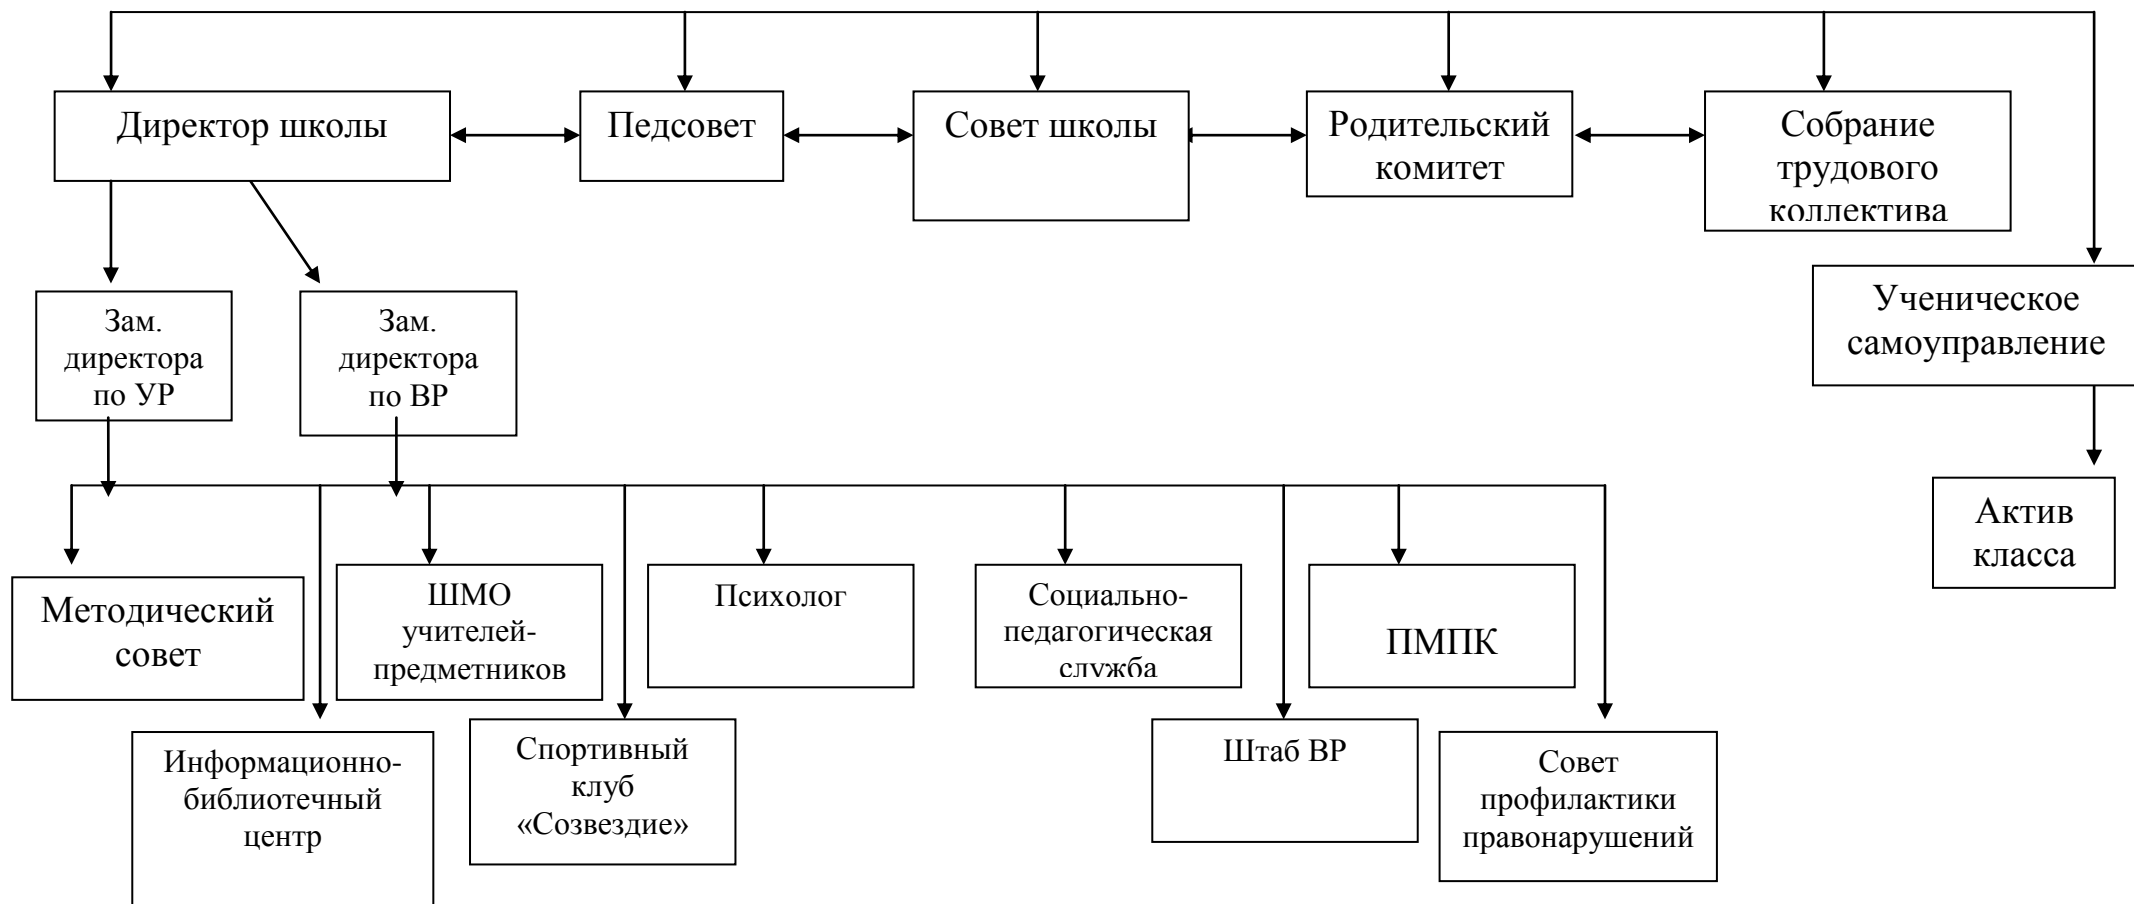 Директор школы
Педсовет
Совет школы
Родительский
комитет
Собрание
трудового
коллектива
Зам.
директора
по УР
Зам.
директора
по ВР
Ученическое
самоуправление
Актив
класса
Методический
совет
ШМО
учителей-
предметников
Психолог
Социально-
педагогическая
служба
ПМПК
Информационно-
библиотечный
центр
Спортивный
клуб
«Созвездие»
Штаб ВР
Совет
профилактики
правонарушений